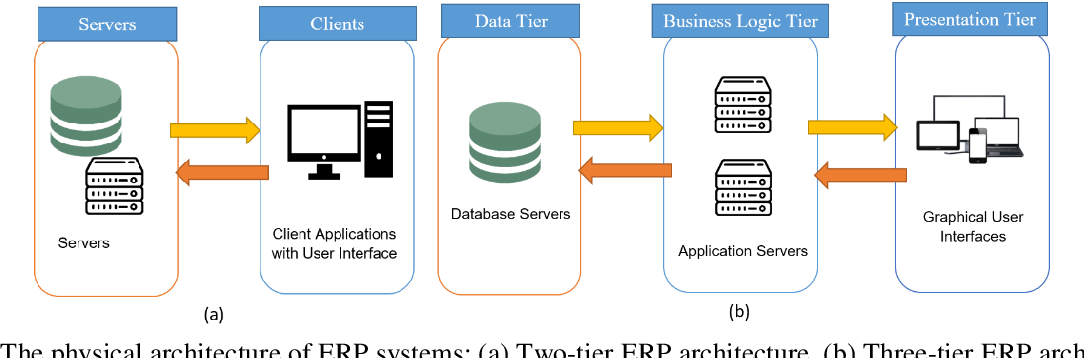 Servers
Clients
Data Tier
Business Logic Tier
Presentation Tier
Servers
Client Applications
with User Interface
Database Servers
Application Servers
Graphical User
Interfaces
(a)
(b)
The physical architecture of ERP systems: (a) Two-tier ERP architecture, (b) Three-tier ERP arch